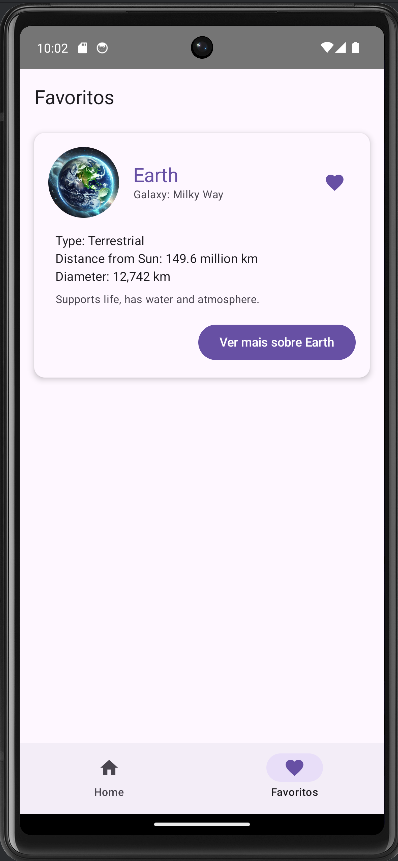 10:02
Favoritos
Earth
Galaxy: Milky Way
Type: Terrestrial
Distance from Sun: 149.6 million km
Diameter: 12,742 km
Supports life, has water and atmosphere.
Ver mais sobre Earth
Home
Favoritos